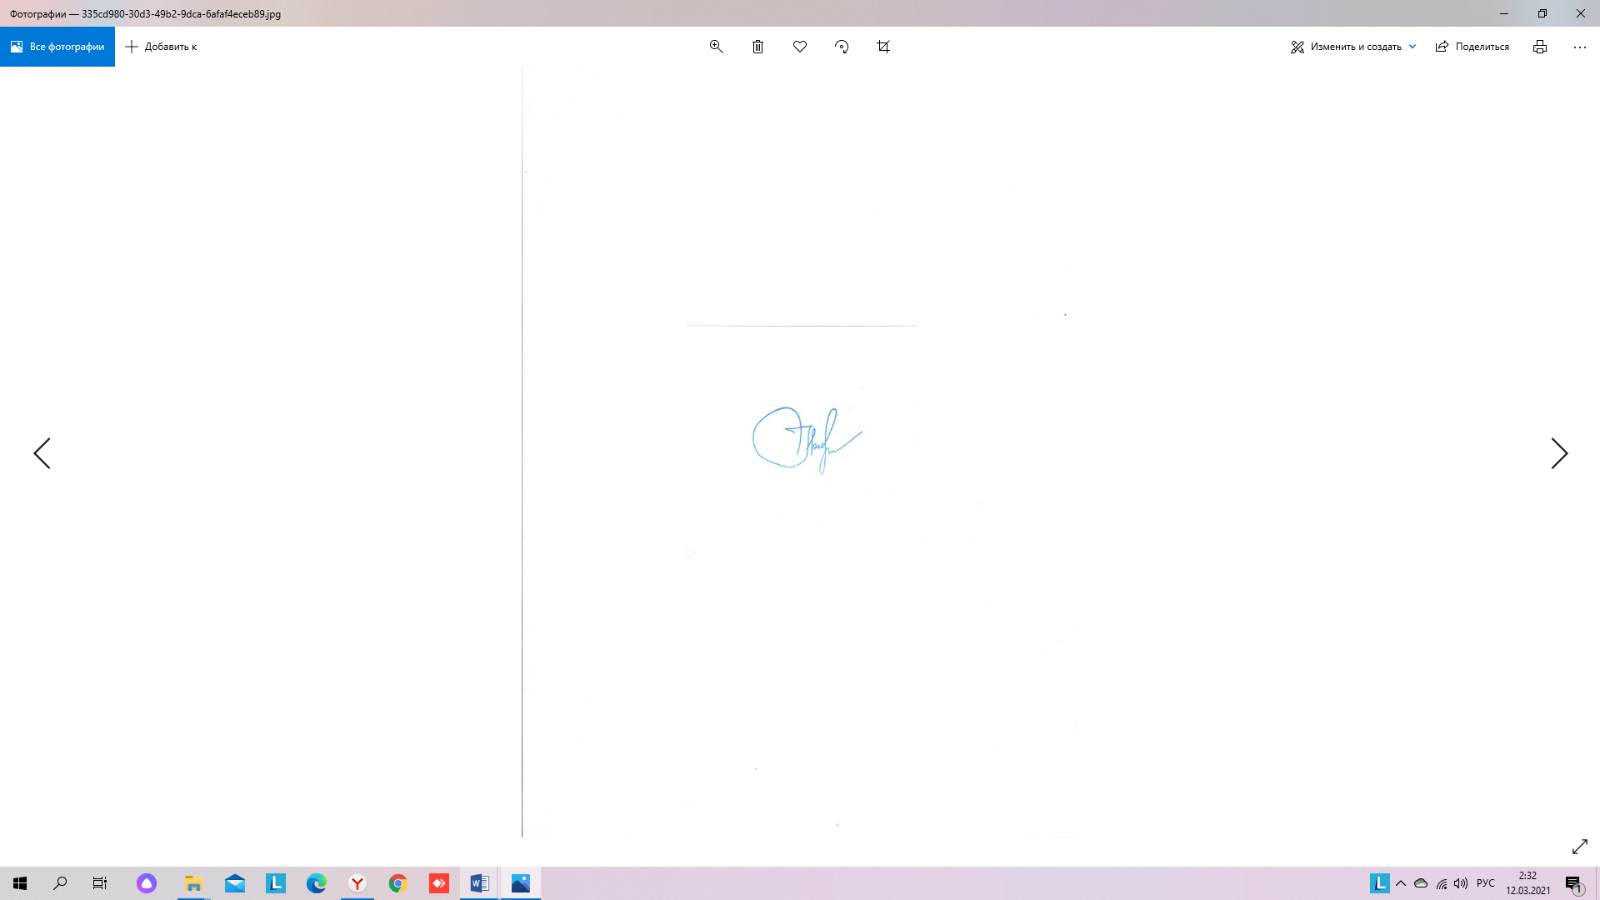 Фотографии — 335cd980-30d3-49b2-9dca-6afaf4eceb89.jpg
Все фотографии
Добавить к
Изменить и создать
Поделиться
РУС
2:32
12.03.2021
1